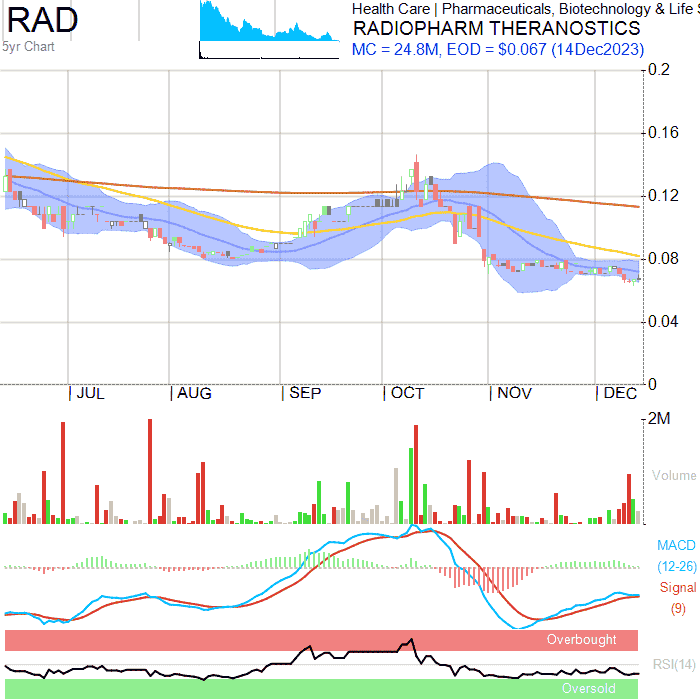 RAD
5yr Chart
Health Care | Pharmaceuticals, Biotechnology & Life S
RADIOPHARM THERANOSTICS
MC = 24.8M, EOD = $0.067 (14Dec2023)
0.2
0.16
0.12
0.08
0.04
0
| JUL | AUG | SEP | OCT | NOV | DEC
2M
Volume
MACD
(12-26)
Signal
(9)
Overbought
RSI(14)
Oversold